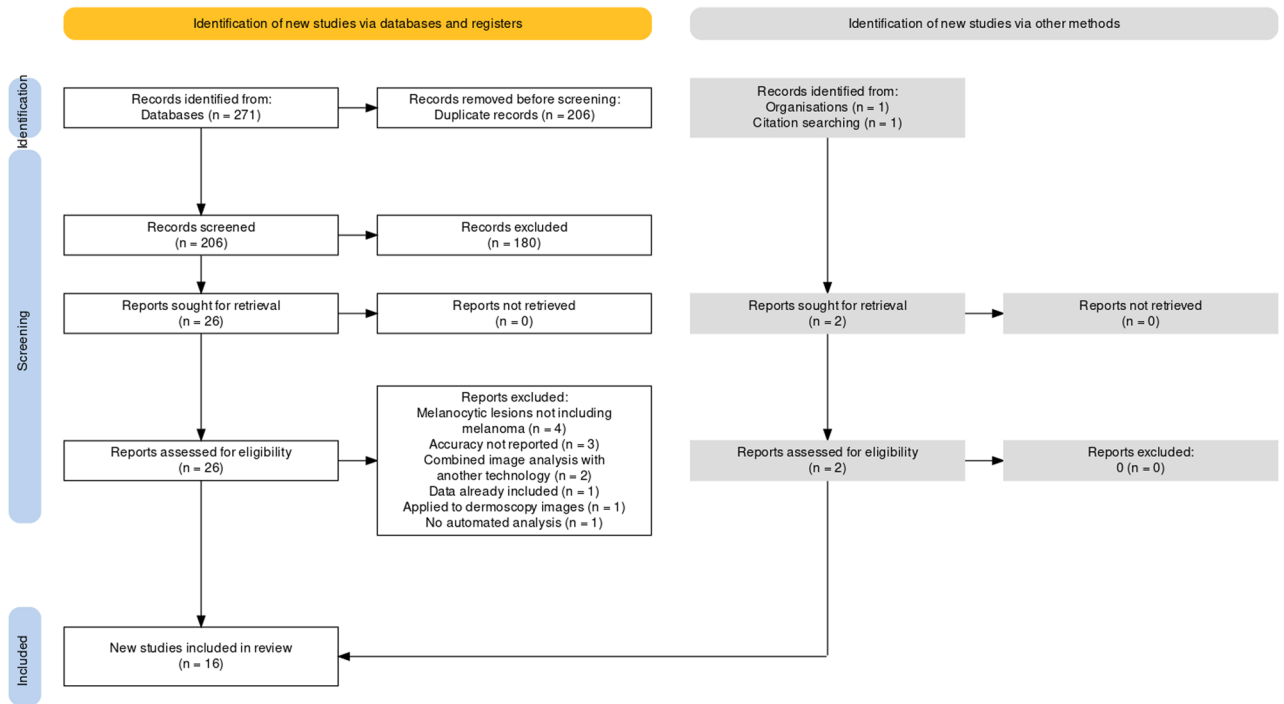 Identification of new studies via databases and registers
Identification of new studies via other methods
Identification
Records identified from:
Databases (n = 271)
Records removed before screening:
Duplicate records (n = 206)
Records identified from:
Organisations (n = 1)
Citation searching (n = 1)
Screening
Records screened
(n = 206)
Records excluded
(n = 180)
Reports sought for retrieval
(n = 26)
Reports not retrieved
(n = 0)
Reports sought for retrieval
(n = 2)
Reports not retrieved
(n = 0)
Reports assessed for eligibility
(n = 26)
Reports excluded:
Melanocytic lesions not including
melanoma (n = 4)
Accuracy not reported (n = 3)
Combined image analysis with
another technology (n = 2)
Data already included (n = 1)
Applied to dermoscopy images (n = 1)
No automated analysis (n = 1)
Reports assessed for eligibility
(n = 2)
Reports excluded:
0 (n = 0)
Included
New studies included in review
(n = 16)